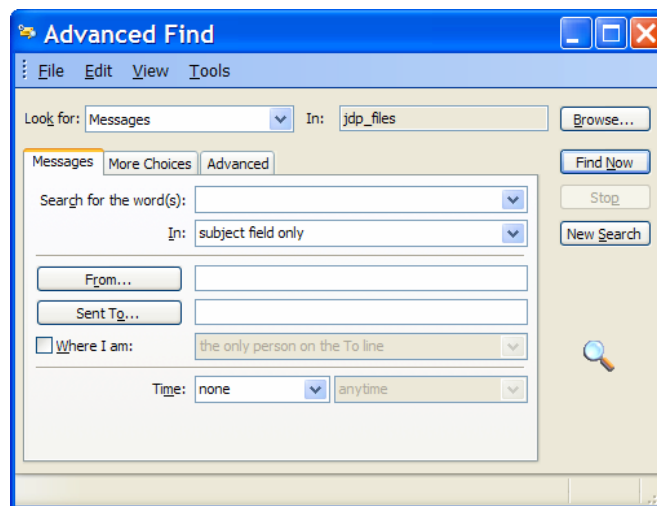 Advanced Find
File Edit View Tools
Look for: Messages In: jdp_files Browse...
Messages More Choices Advanced Find Now
Search for the word(s): Stop
In: subject field only New Search
From...
Sent To...
Where I am: the only person on the To line
Time: none anytime